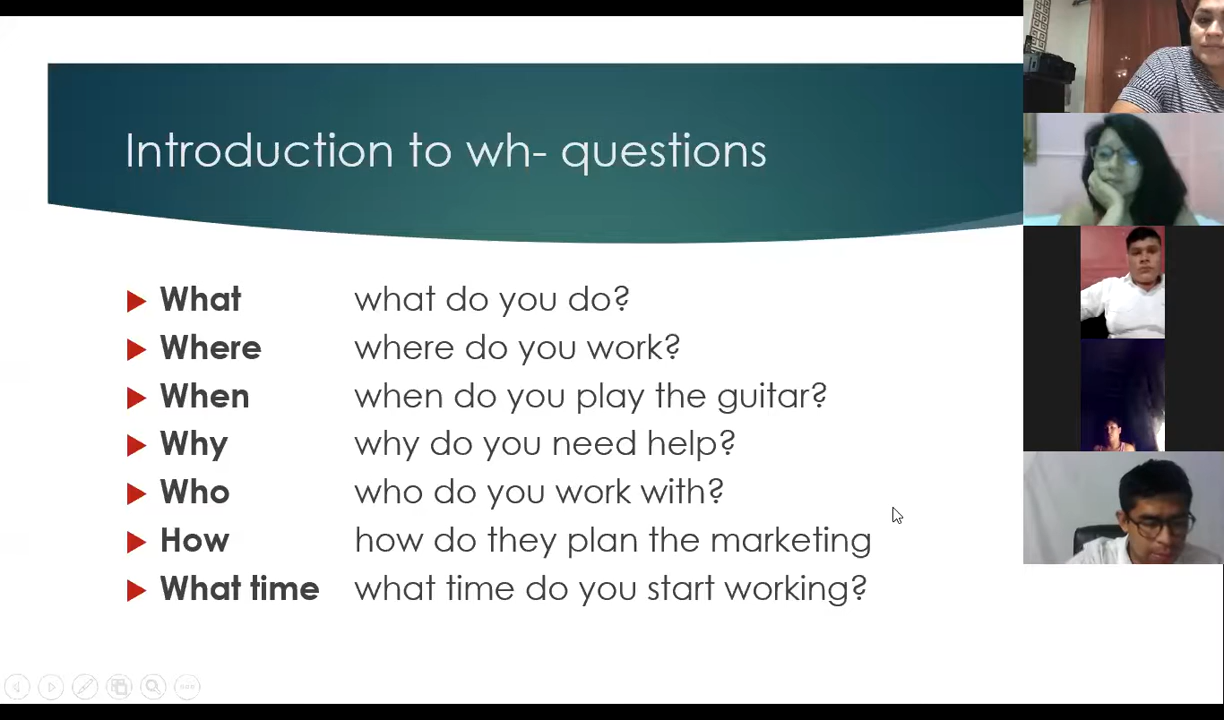 Introduction to wh- questions
What what do you do?
Where where do you work?
When when do you play the guitar?
Why why do you need help?
Who who do you work with?
How how do they plan the marketing
What time what time do you start working?